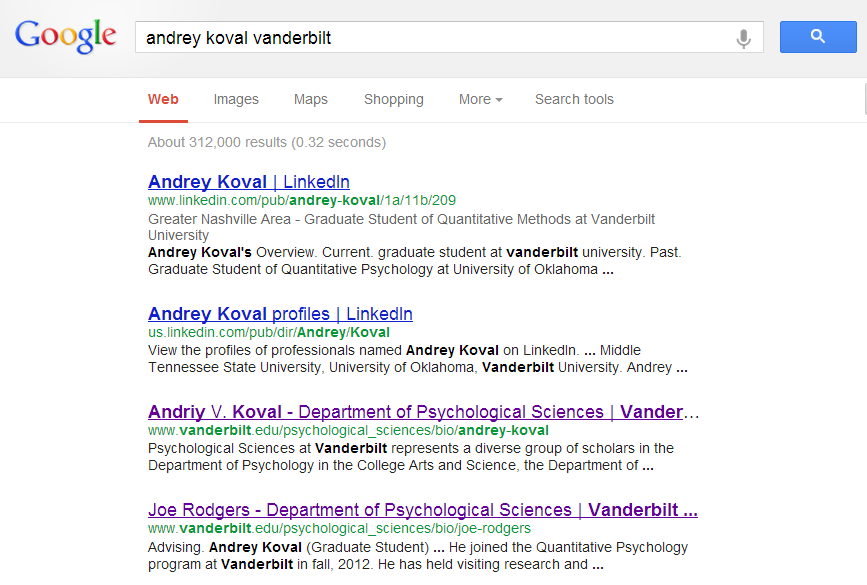 Google
andrey koval vanderbilt
Web Images Maps Shopping More Search tools
About 312,000 results (0.32 seconds)
Andrey Koval | LinkedIn
www.linkedin.com/pub/andrey-koval/1a/11b/209
Greater Nashville Area - Graduate Student of Quantitative Methods at Vanderbilt
University
Andrey Koval's Overview. Current. graduate student at vanderbilt university. Past.
Graduate Student of Quantitative Psychology at University of Oklahoma ...
Andrey Koval profiles | LinkedIn
us.linkedin.com/pub/dir/Andrey/Koval
View the profiles of professionals named Andrey Koval on LinkedIn. ... Middle
Tennessee State University, University of Oklahoma, Vanderbilt University. Andrey ...
Andriy V. Koval - Department of Psychological Sciences | Vander...
www.vanderbilt.edu/psychological_sciences/bio/andrey-koval
Psychological Sciences at Vanderbilt represents a diverse group of scholars in the
Department of Psychology in the College Arts and Science, the Department of ...
Joe Rodgers - Department of Psychological Sciences | Vanderbilt ...
www.vanderbilt.edu/psychological_sciences/bio/joe-rodgers
Advising. Andrey Koval (Graduate Student) ... He joined the Quantitative Psychology
program at Vanderbilt in fall, 2012. He has held visiting research and ...